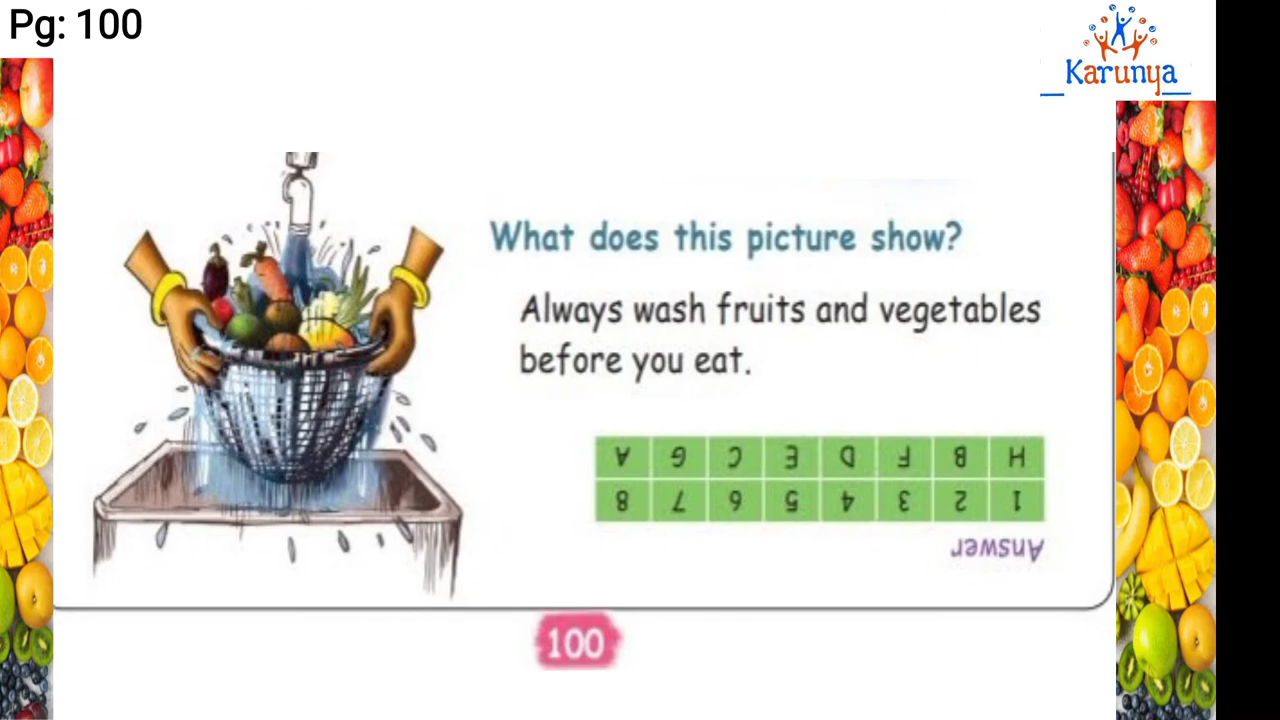 Pg: 100
Karunya
What does this picture show?
Always wash fruits and vegetables
before you eat.
Answer
1 2 3 4 5 6 7 8
H B F D E C G A
100